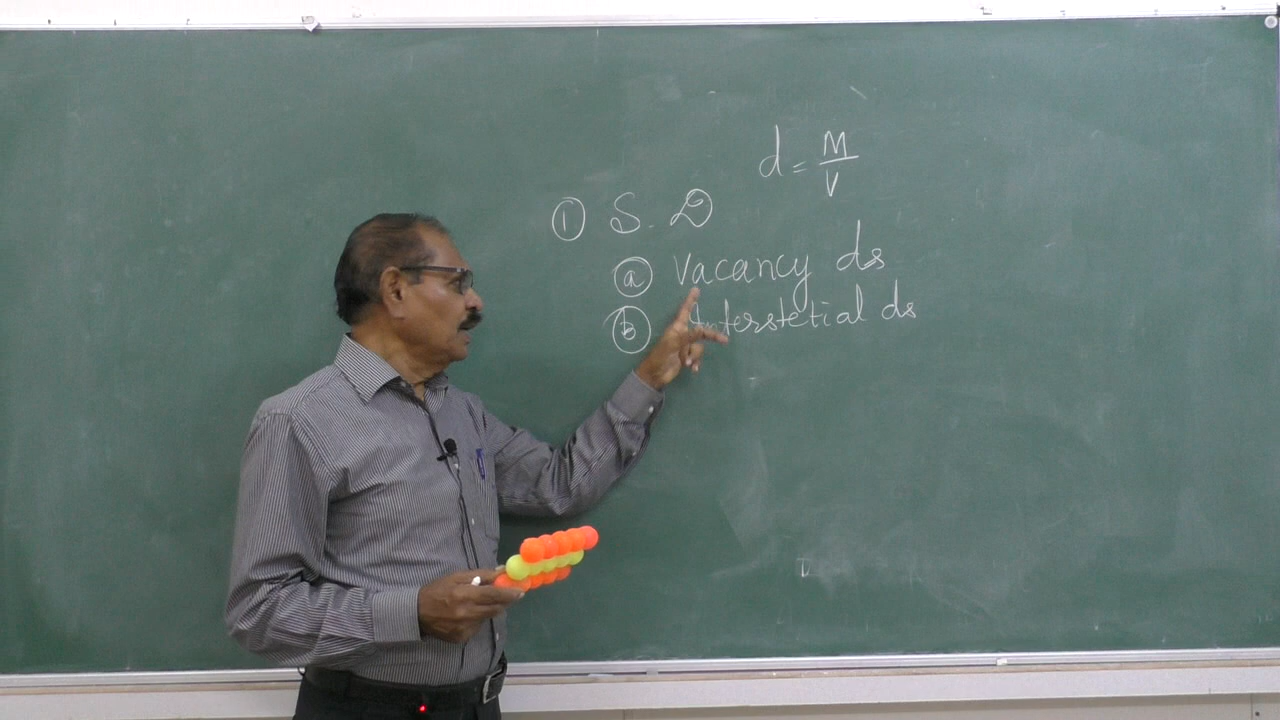 d = M/V
① S. D
ⓐ Vacancy ds
ⓑ Interstetial ds